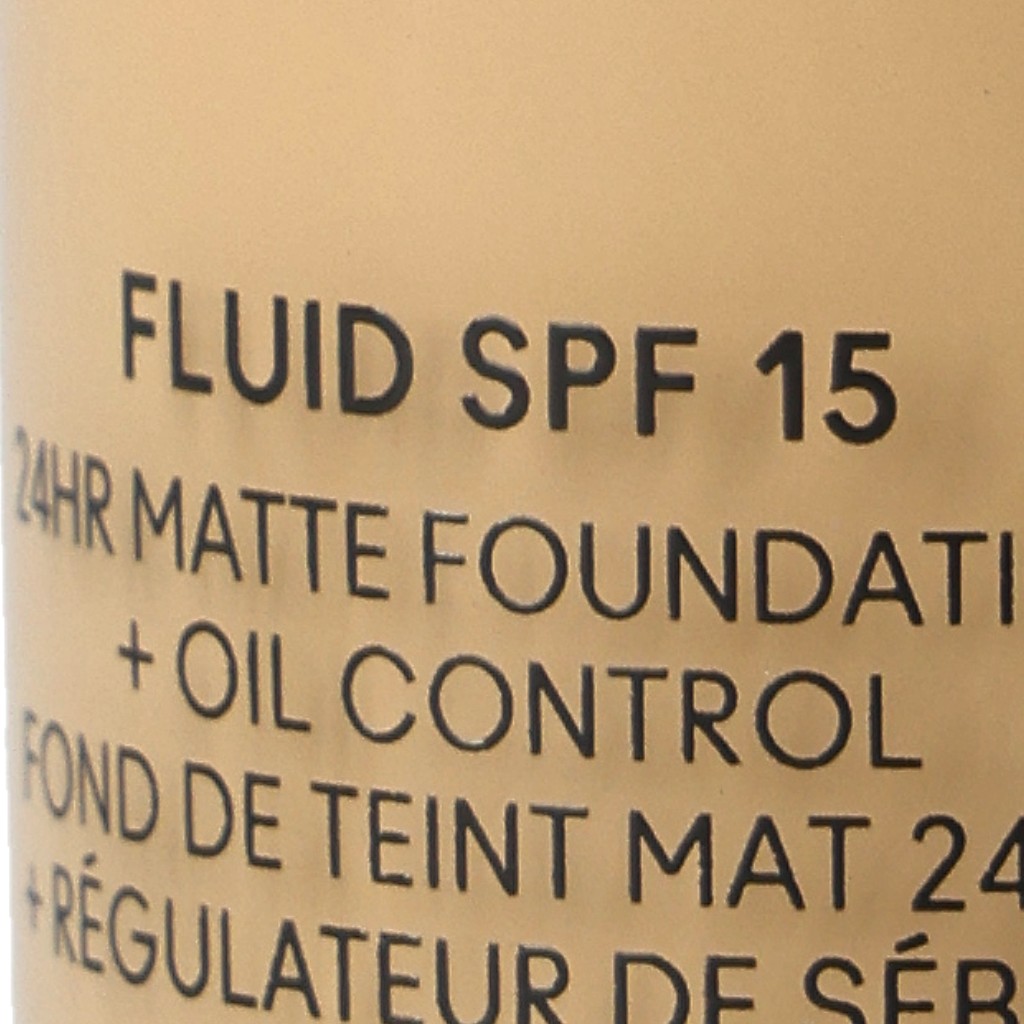 FLUID SPF 15
24HR MATTE FOUNDATI
+ OIL CONTROL
FOND DE TEINT MAT 24
+ RÉGULATEUR DE SÉB